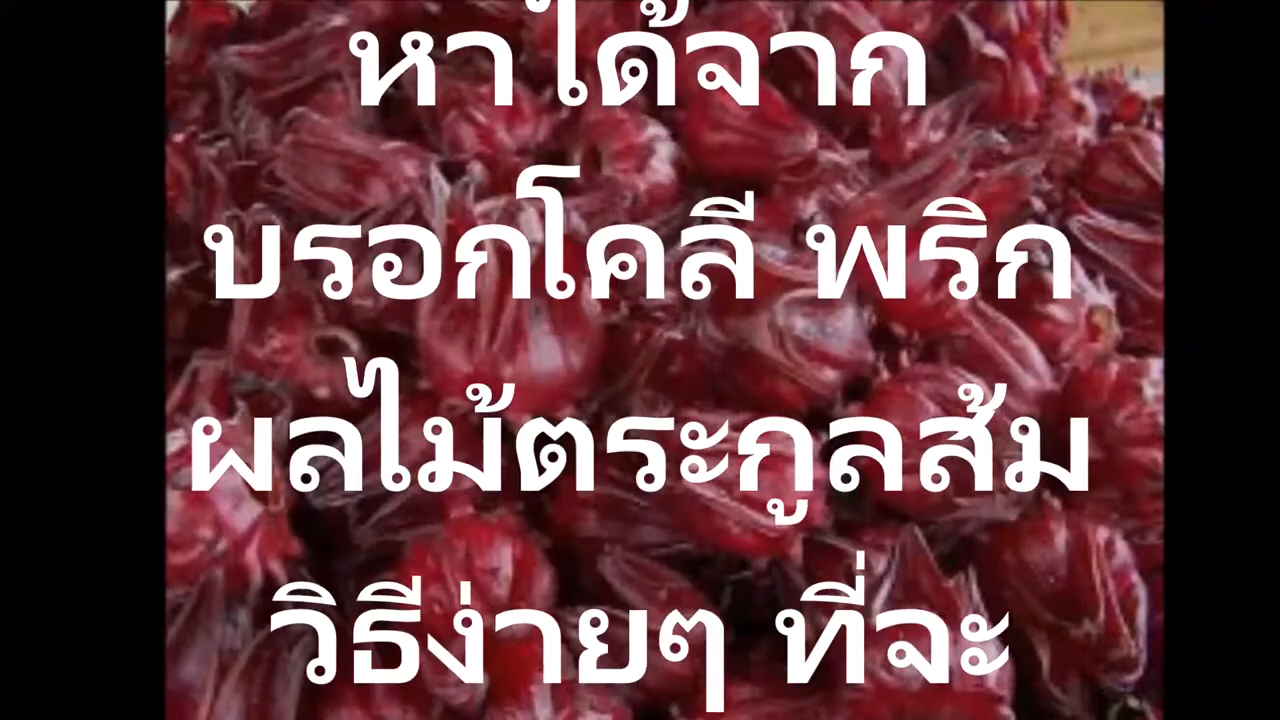 หาได้จาก
บรอกโคลี พริก
ผลไม้ตระกูลส้ม
วิธีง่ายๆ ที่จะ